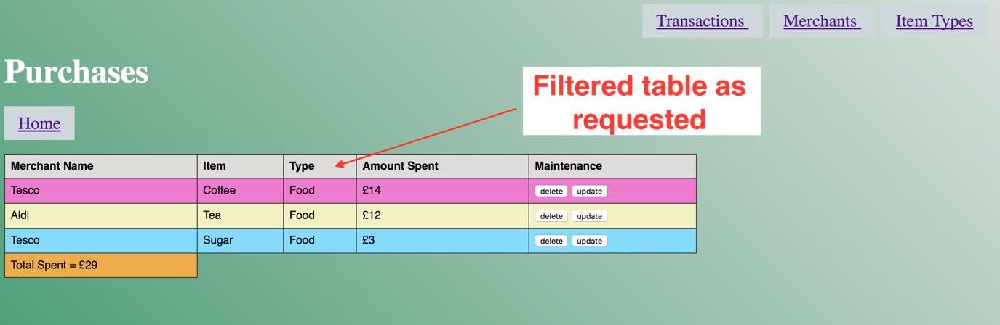 Transactions Merchants Item Types
Purchases
Filtered table as
requested
Home
Merchant Name Item Type Amount Spent Maintenance
Tesco Coffee Food £14 delete update
Aldi Tea Food £12 delete update
Tesco Sugar Food £3 delete update
Total Spent = £29